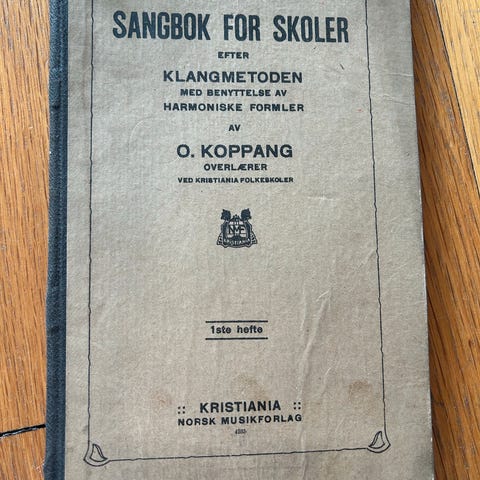 SANGBOK FOR SKOLER
EFTER
KLANGMETODEN
MED BENYTTELSE AV
HARMONISKE FORMLER
AV
O. KOPPANG
OVERLÆRER
VED KRISTIANIA FOLKESKOLER
1ste hefte
:: KRISTIANIA ::
NORSK MUSIKFORLAG